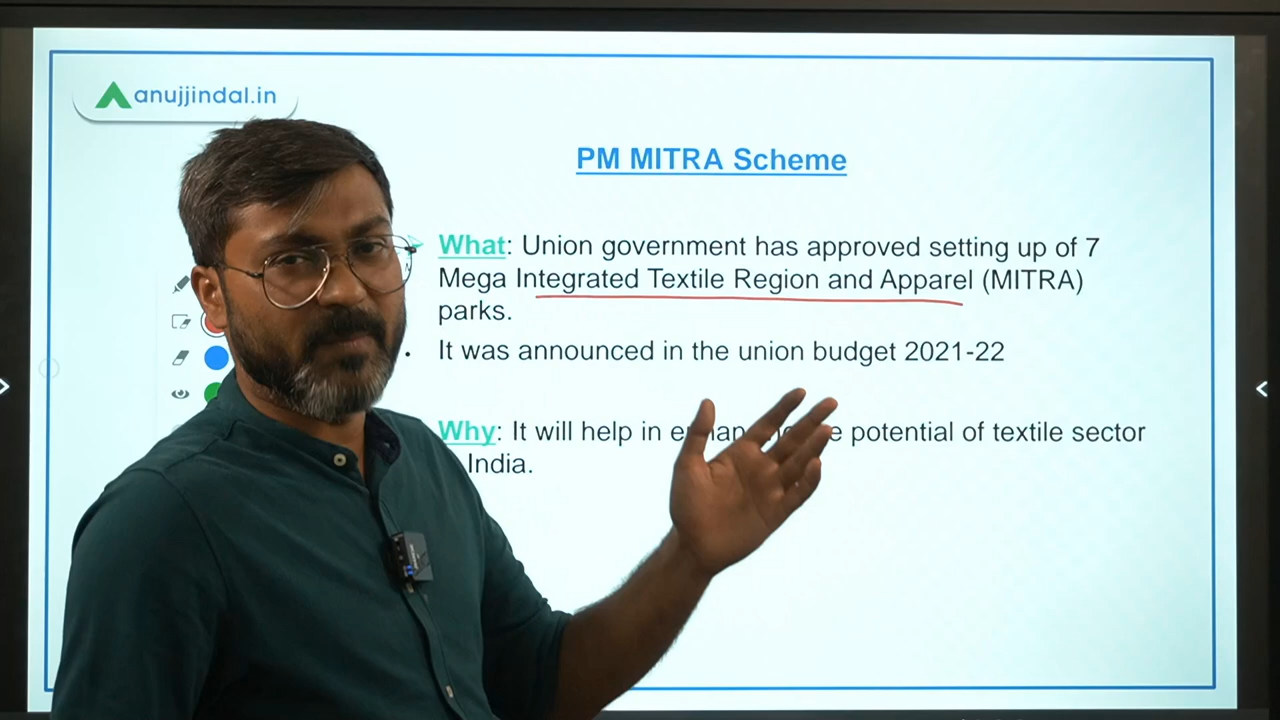 anujjindal.in
PM MITRA Scheme
What: Union government has approved setting up of 7
Mega Integrated Textile Region and Apparel (MITRA)
parks.
• It was announced in the union budget 2021-22
Why: It will help in potential of textile sector
India.